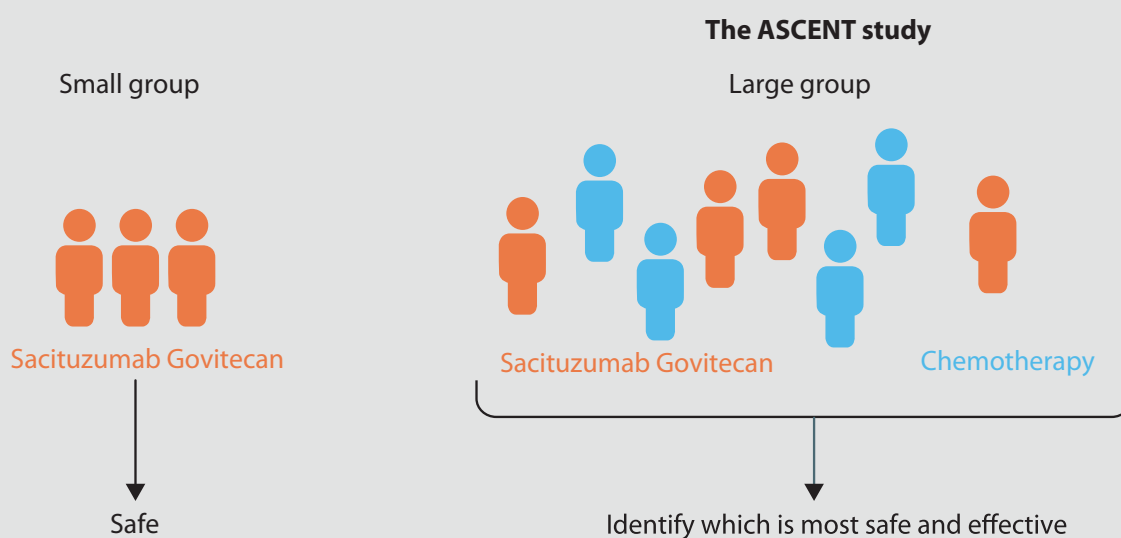 The ASCENT study
Small group
Large group
Sacituzumab Govitecan
Sacituzumab Govitecan
Chemotherapy
Safe
Identify which is most safe and effective